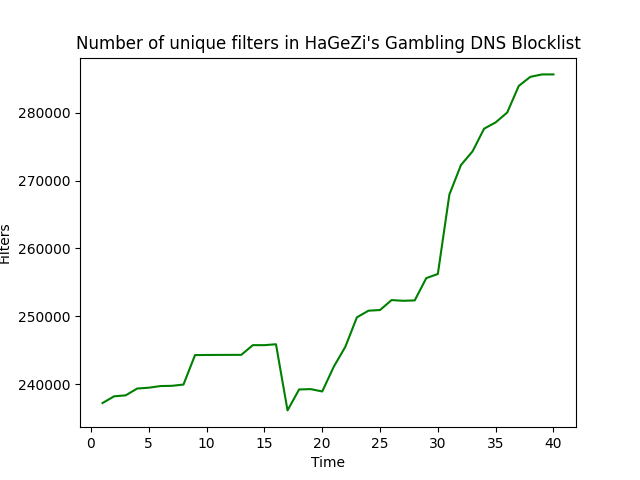 Number of unique filters in HaGeZi's Gambling DNS Blocklist
280000
270000
260000
250000
240000
Filters
0 5 10 15 20 25 30 35 40
Time